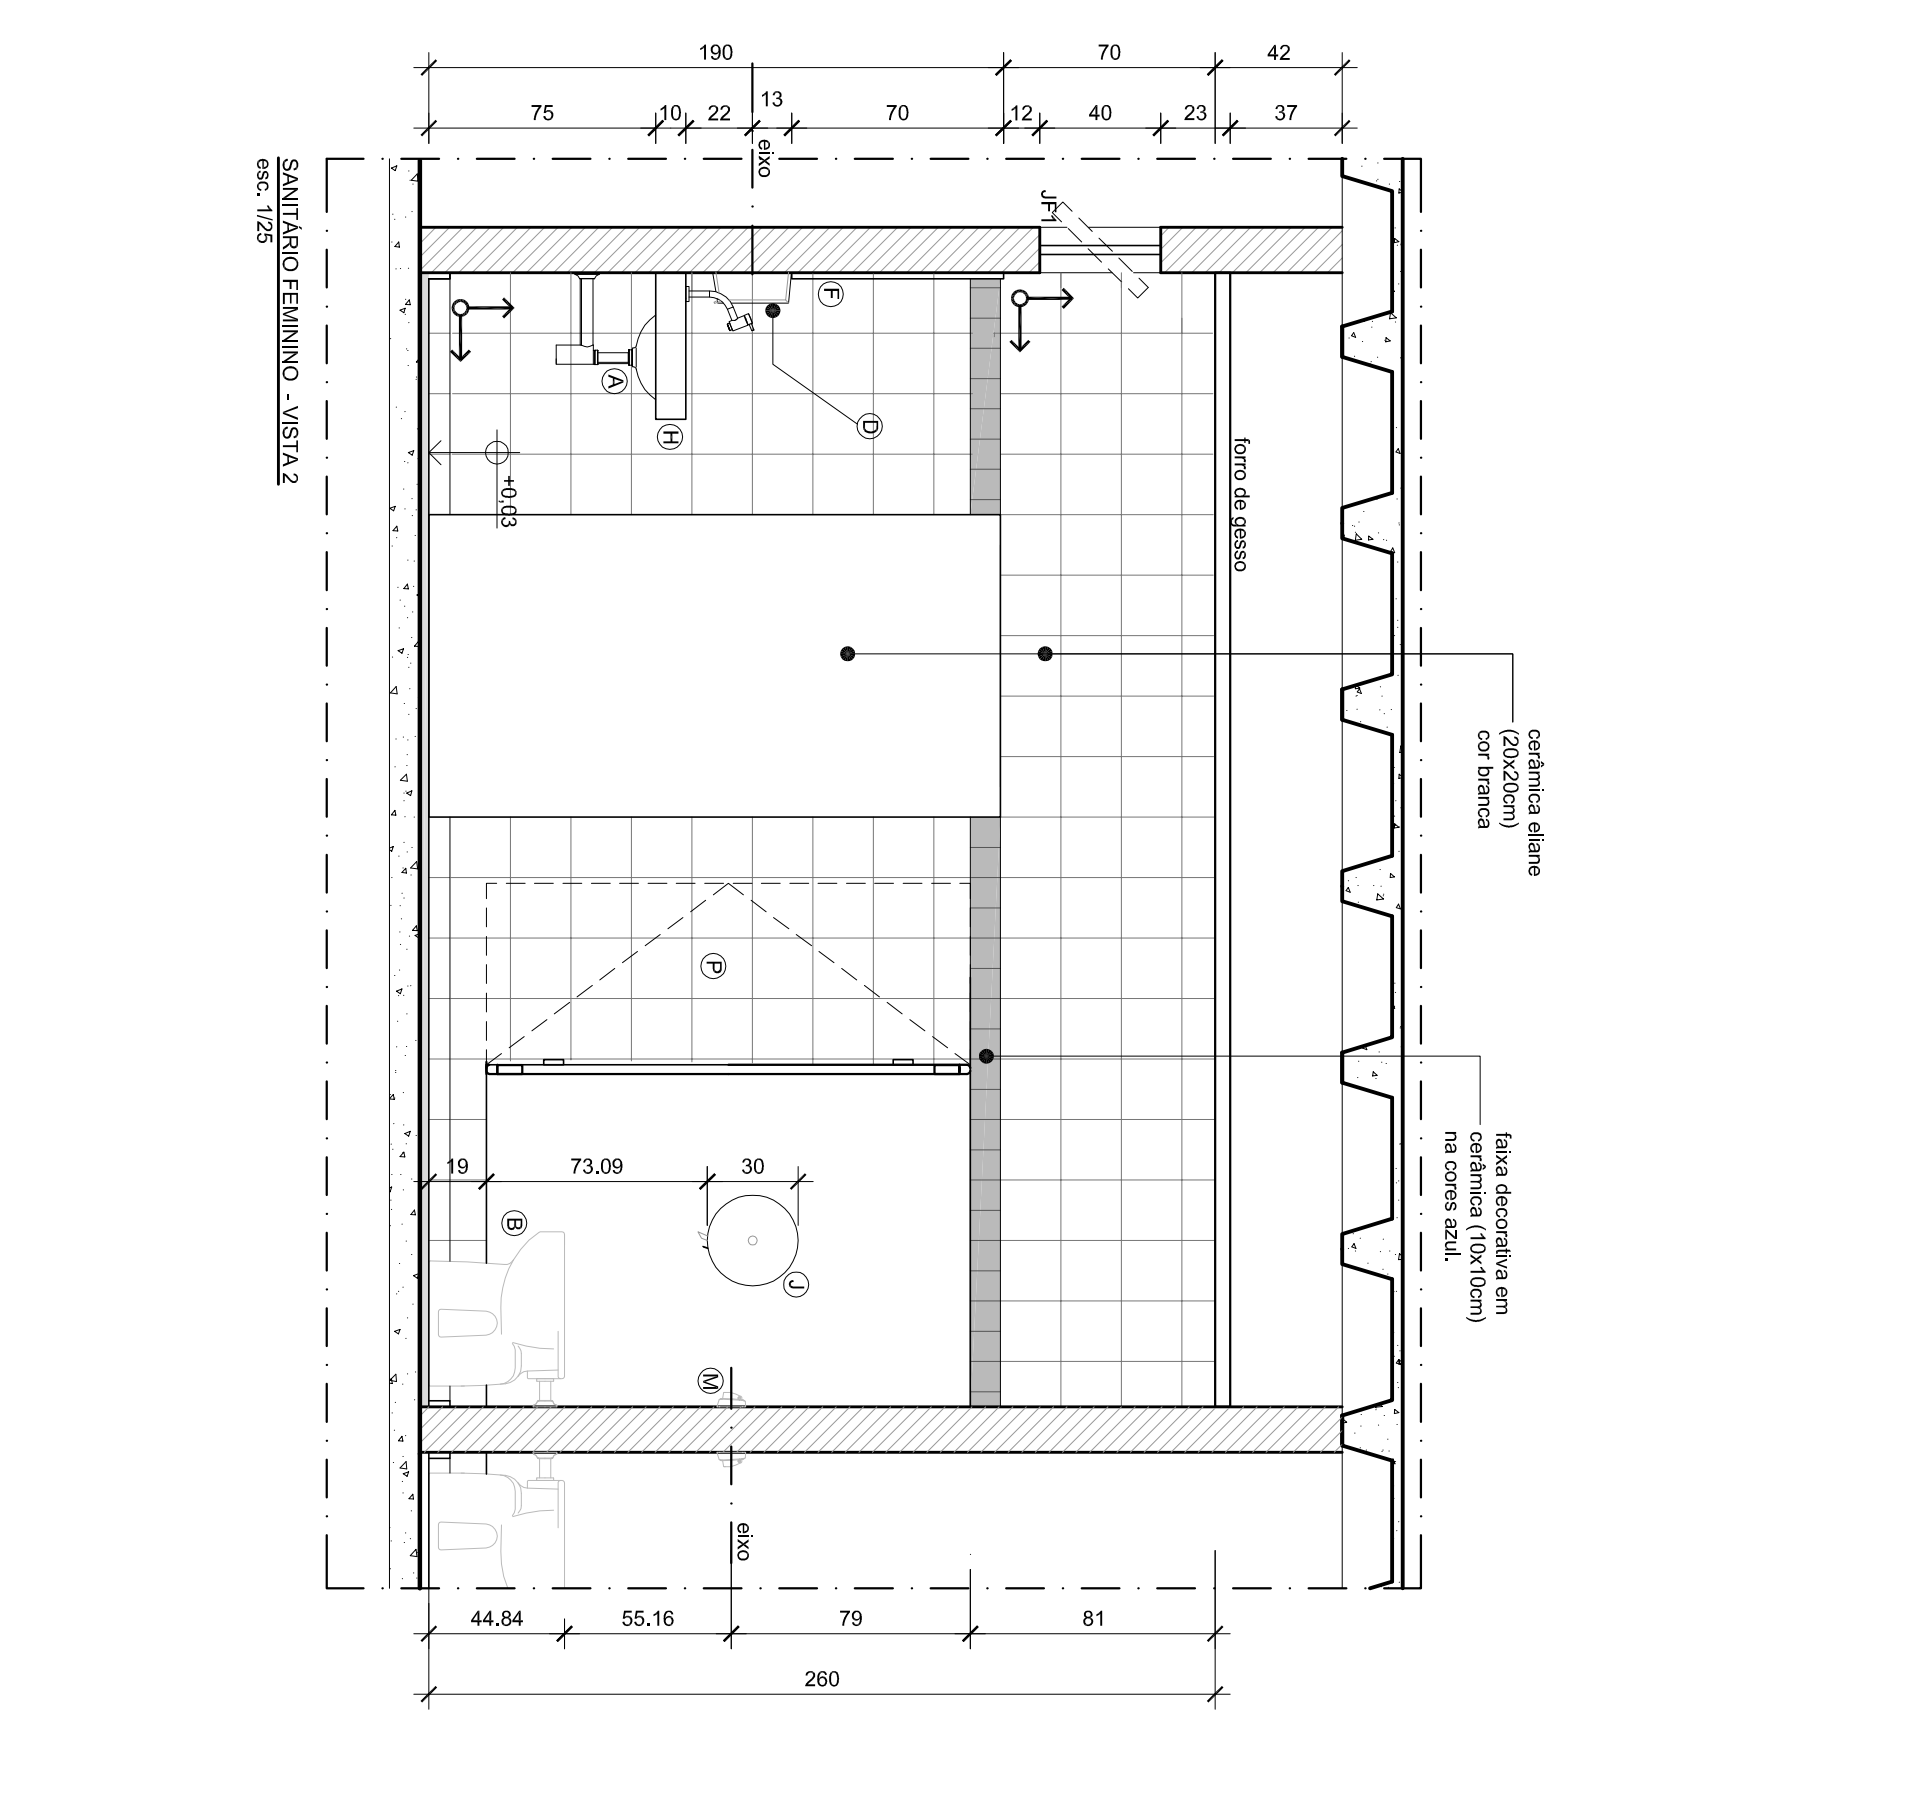 190
70
42
75
10
22
13
70
12
40
23
37
eixo
JF1
F
D
A
H
+0,03
forro de gesso
cerâmica eliane
(20x20cm)
cor branca
P
faixa decorativa em
cerâmica (10x10cm)
na cores azul.
19
73.09
30
B
J
M
eixo
44.84
55.16
79
81
260
SANITÁRIO FEMININO - VISTA 2
esc. 1/25